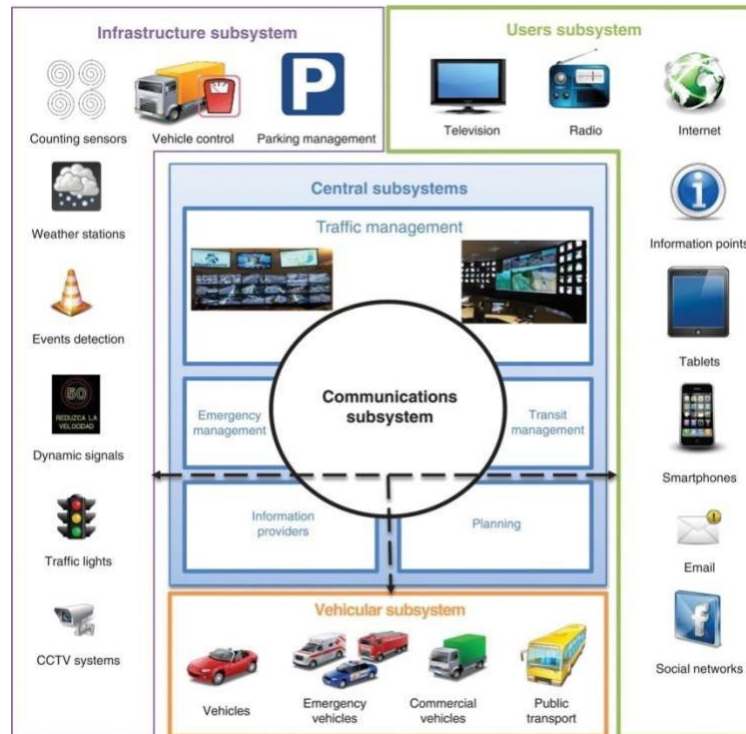 Infrastructure subsystem
Users subsystem
P
Counting sensors
Vehicle control
Parking management
Television
Radio
Internet
Central subsystems
Traffic management
Weather stations
i
Information points
Events detection
Tablets
Communications
subsystem
Emergency
management
Transit
management
50
REDUZCA LA
VELOCIDAD
Dynamic signals
Smartphones
Information
providers
Planning
Traffic lights
Email
Vehicular subsystem
f
CCTV systems
Social networks
Vehicles
Emergency
vehicles
Commercial
vehicles
Public
transport